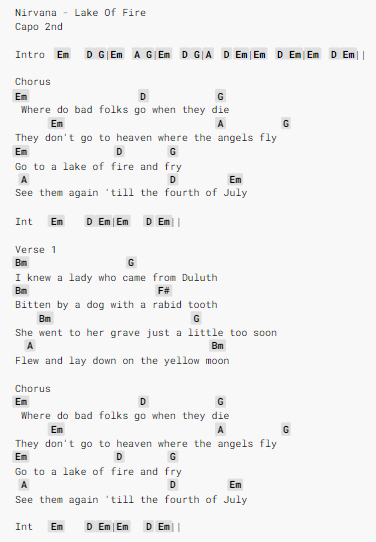 Nirvana - Lake Of Fire
Capo 2nd
Intro Em D G|Em A G|Em D G|A D Em|Em D Em|Em D Em||
Chorus
Em D G
Where do bad folks go when they die
Em A G
They don't go to heaven where the angels fly
Em D G
Go to a lake of fire and fry
A D Em
See them again 'till the fourth of July
Int Em D Em|Em D Em||
Verse 1
Bm G
I knew a lady who came from Duluth
Bm F#
Bitten by a dog with a rabid tooth
Bm G
She went to her grave just a little too soon
A Bm
Flew and lay down on the yellow moon
Chorus
Em D G
Where do bad folks go when they die
Em A G
They don't go to heaven where the angels fly
Em D G
Go to a lake of fire and fry
A D Em
See them again 'till the fourth of July
Int Em D Em|Em D Em||